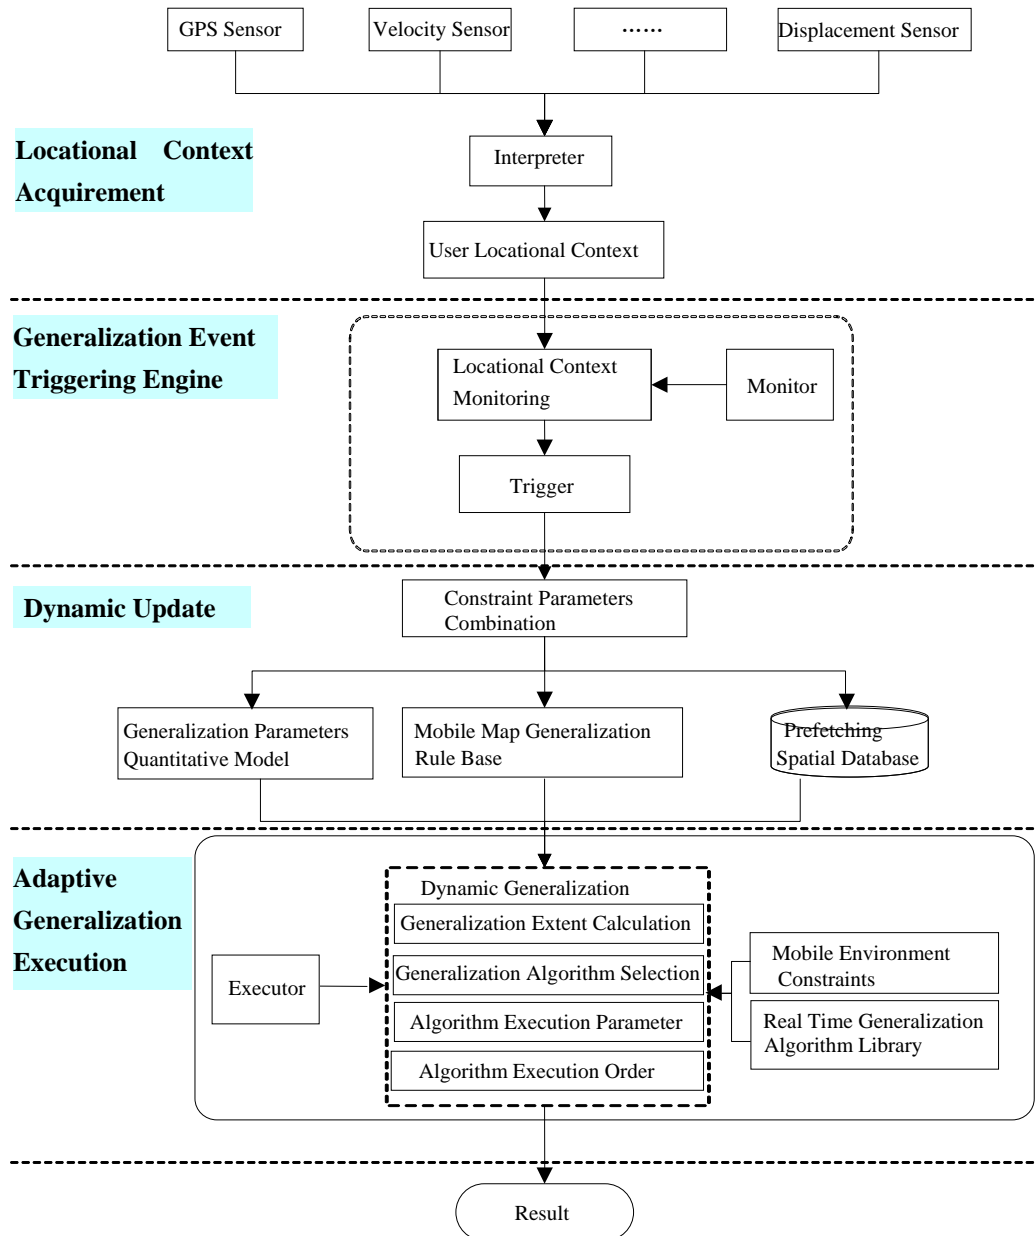 GPS Sensor
Velocity Sensor
......
Displacement Sensor
Locational Context
Acquirement
Interpreter
User Locational Context
Generalization Event
Triggering Engine
Locational Context
Monitoring
Monitor
Trigger
Dynamic Update
Constraint Parameters
Combination
Generalization Parameters
Quantitative Model
Mobile Map Generalization
Rule Base
Prefetching
Spatial Database
Adaptive
Generalization
Execution
Dynamic Generalization
Generalization Extent Calculation
Generalization Algorithm Selection
Algorithm Execution Parameter
Algorithm Execution Order
Executor
Mobile Environment
Constraints
Real Time Generalization
Algorithm Library
Result